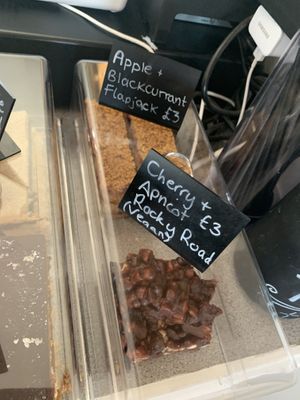 Apple +
Blackcurrant
Flapjack £3
Cherry +
Apricot £3
Rocky Road
(vegan)